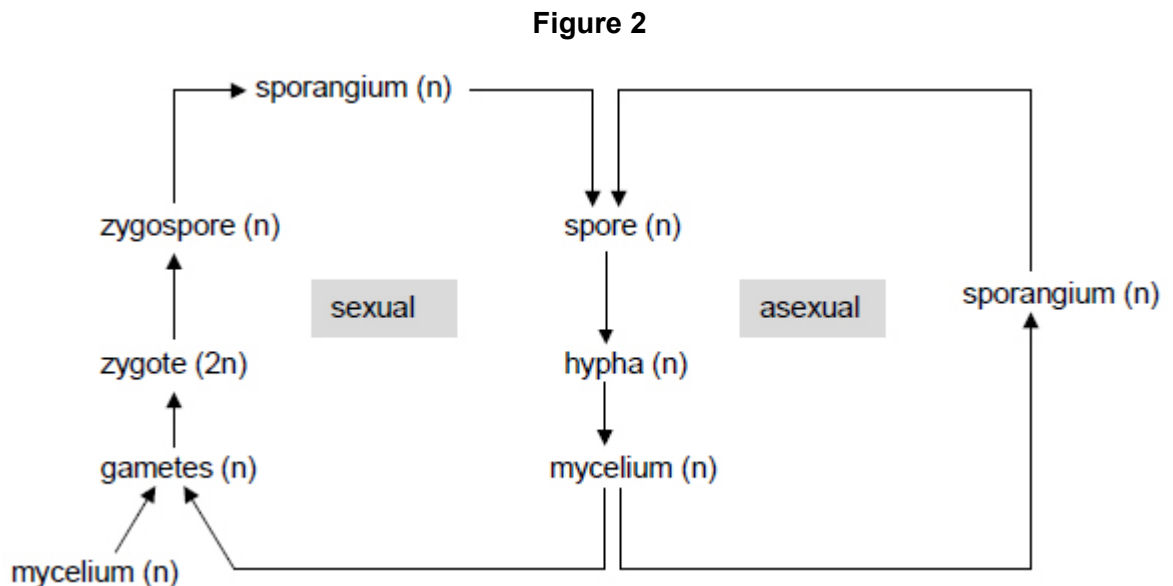 Figure 2
sporangium (n)
zygospore (n)
spore (n)
sexual
asexual
sporangium (n)
zygote (2n)
hypha (n)
gametes (n)
mycelium (n)
mycelium (n)